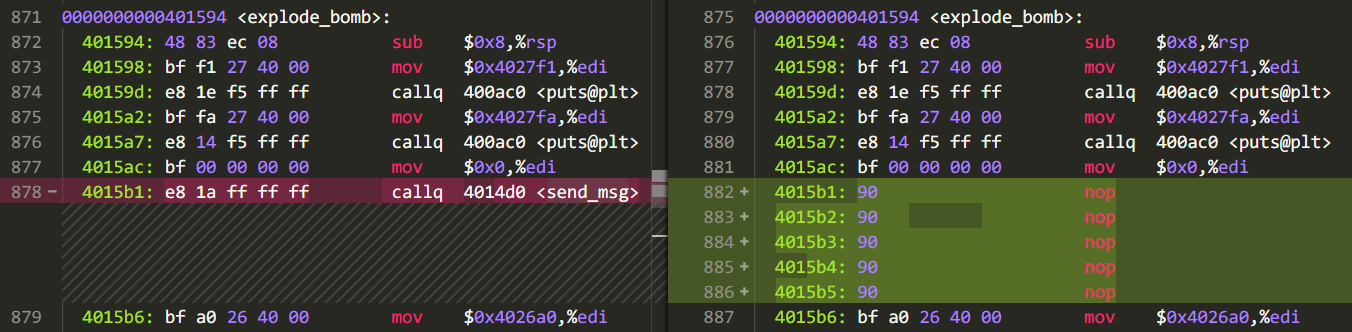 871 0000000000401594 <explode_bomb>:
872 401594: 48 83 ec 08 sub $0x8,%rsp
873 401598: bf f1 27 40 00 mov $0x4027f1,%edi
874 40159d: e8 1e f5 ff ff callq 400ac0 <puts@plt>
875 4015a2: bf fa 27 40 00 mov $0x4027fa,%edi
876 4015a7: e8 14 f5 ff ff callq 400ac0 <puts@plt>
877 4015ac: bf 00 00 00 00 mov $0x0,%edi
878 - 4015b1: e8 1a ff ff ff callq 4014d0 <send_msg>
879 4015b6: bf a0 26 40 00 mov $0x4026a0,%edi
875 0000000000401594 <explode_bomb>:
876 401594: 48 83 ec 08 sub $0x8,%rsp
877 401598: bf f1 27 40 00 mov $0x4027f1,%edi
878 40159d: e8 1e f5 ff ff callq 400ac0 <puts@plt>
879 4015a2: bf fa 27 40 00 mov $0x4027fa,%edi
880 4015a7: e8 14 f5 ff ff callq 400ac0 <puts@plt>
881 4015ac: bf 00 00 00 00 mov $0x0,%edi
882 + 4015b1: 90 nop
883 + 4015b2: 90 nop
884 + 4015b3: 90 nop
885 + 4015b4: 90 nop
886 + 4015b5: 90 nop
887 4015b6: bf a0 26 40 00 mov $0x4026a0,%edi